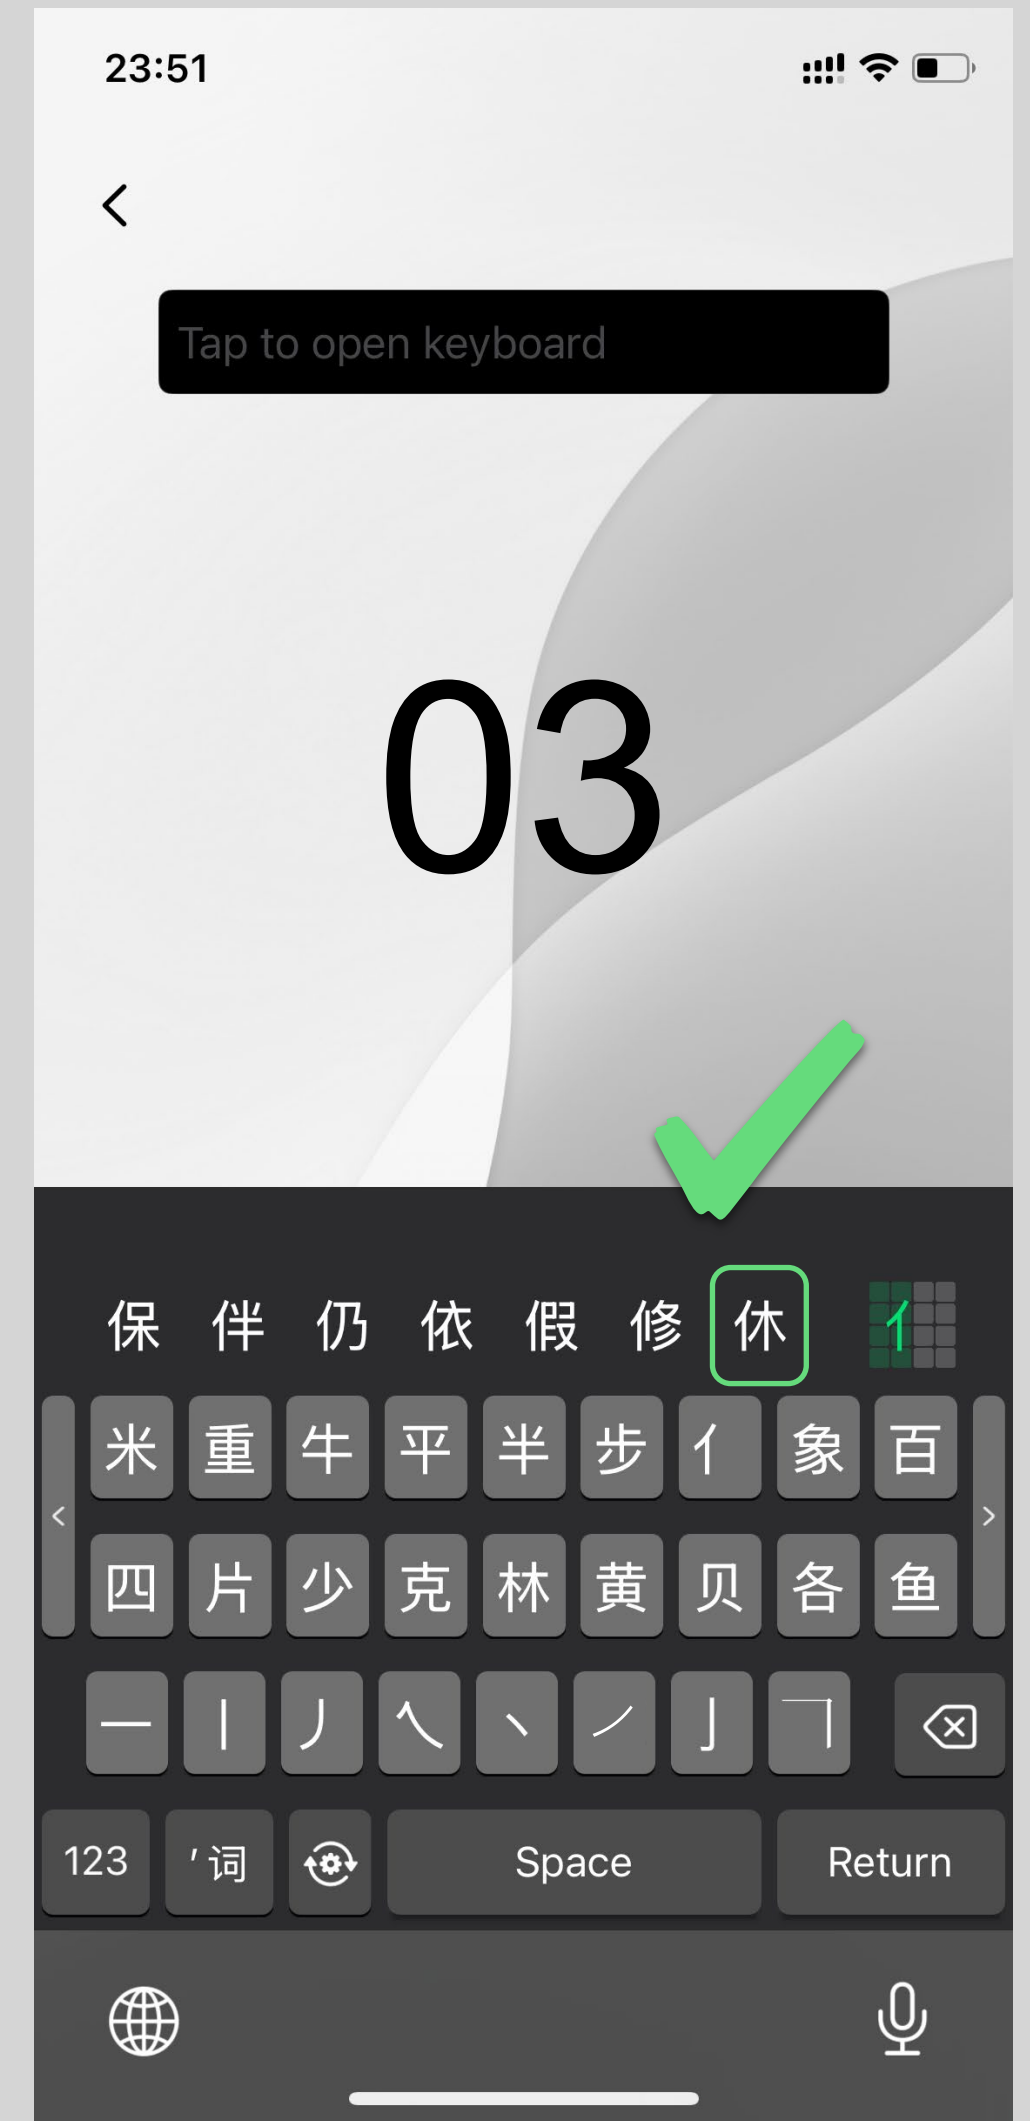 23:51
Tap to open keyboard
03
保 伴 仍 依 假 修 休 亻
米 重 牛 平 半 步 亻 象 百
四 片 少 克 林 黄 贝 各 鱼
一 丨 丿 乀 丶 ㇀ 亅 ㇕
123 ′词 Space Return